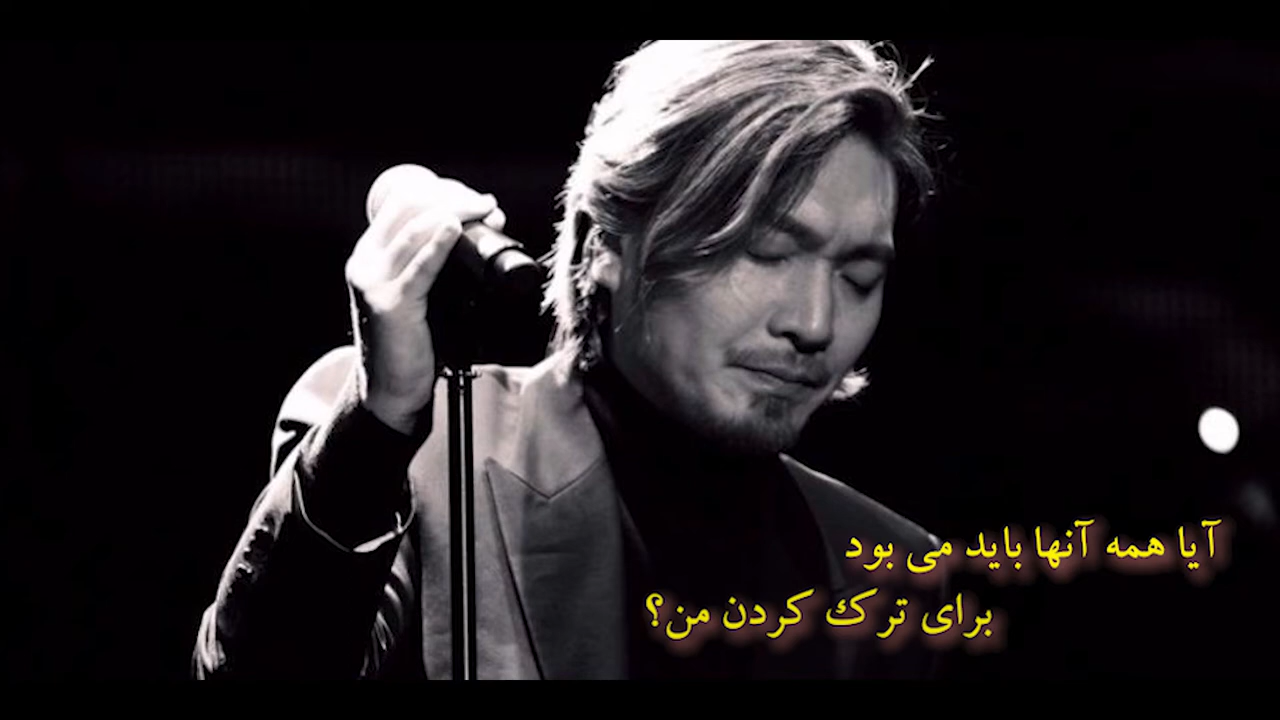 آیا همه آنها باید می بود
برای ترک کردن من؟